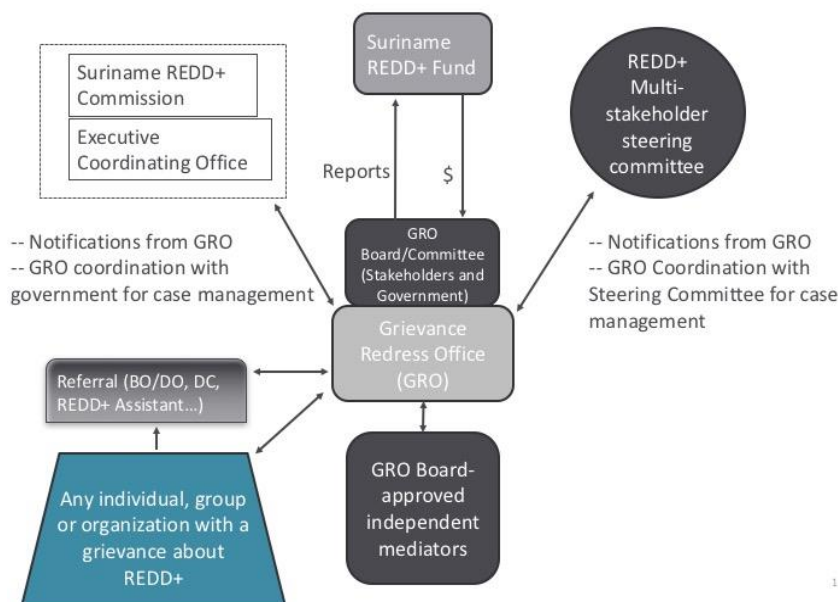 Suriname REDD+
Commission
Executive
Coordinating Office
Suriname
REDD+ Fund
REDD+
Multi-
stakeholder
steering
committee
Reports
$
-- Notifications from GRO
-- GRO coordination with
government for case management
GRO
Board/Committee
(Stakeholders and
Government)
-- Notifications from GRO
-- GRO Coordination with
Steering Committee for case
management
Grievance
Redress Office
(GRO)
Referral (BO/DO, DC,
REDD+ Assistant...)
Any individual, group
or organization with a
grievance about
REDD+
GRO Board-
approved
independent
mediators
1